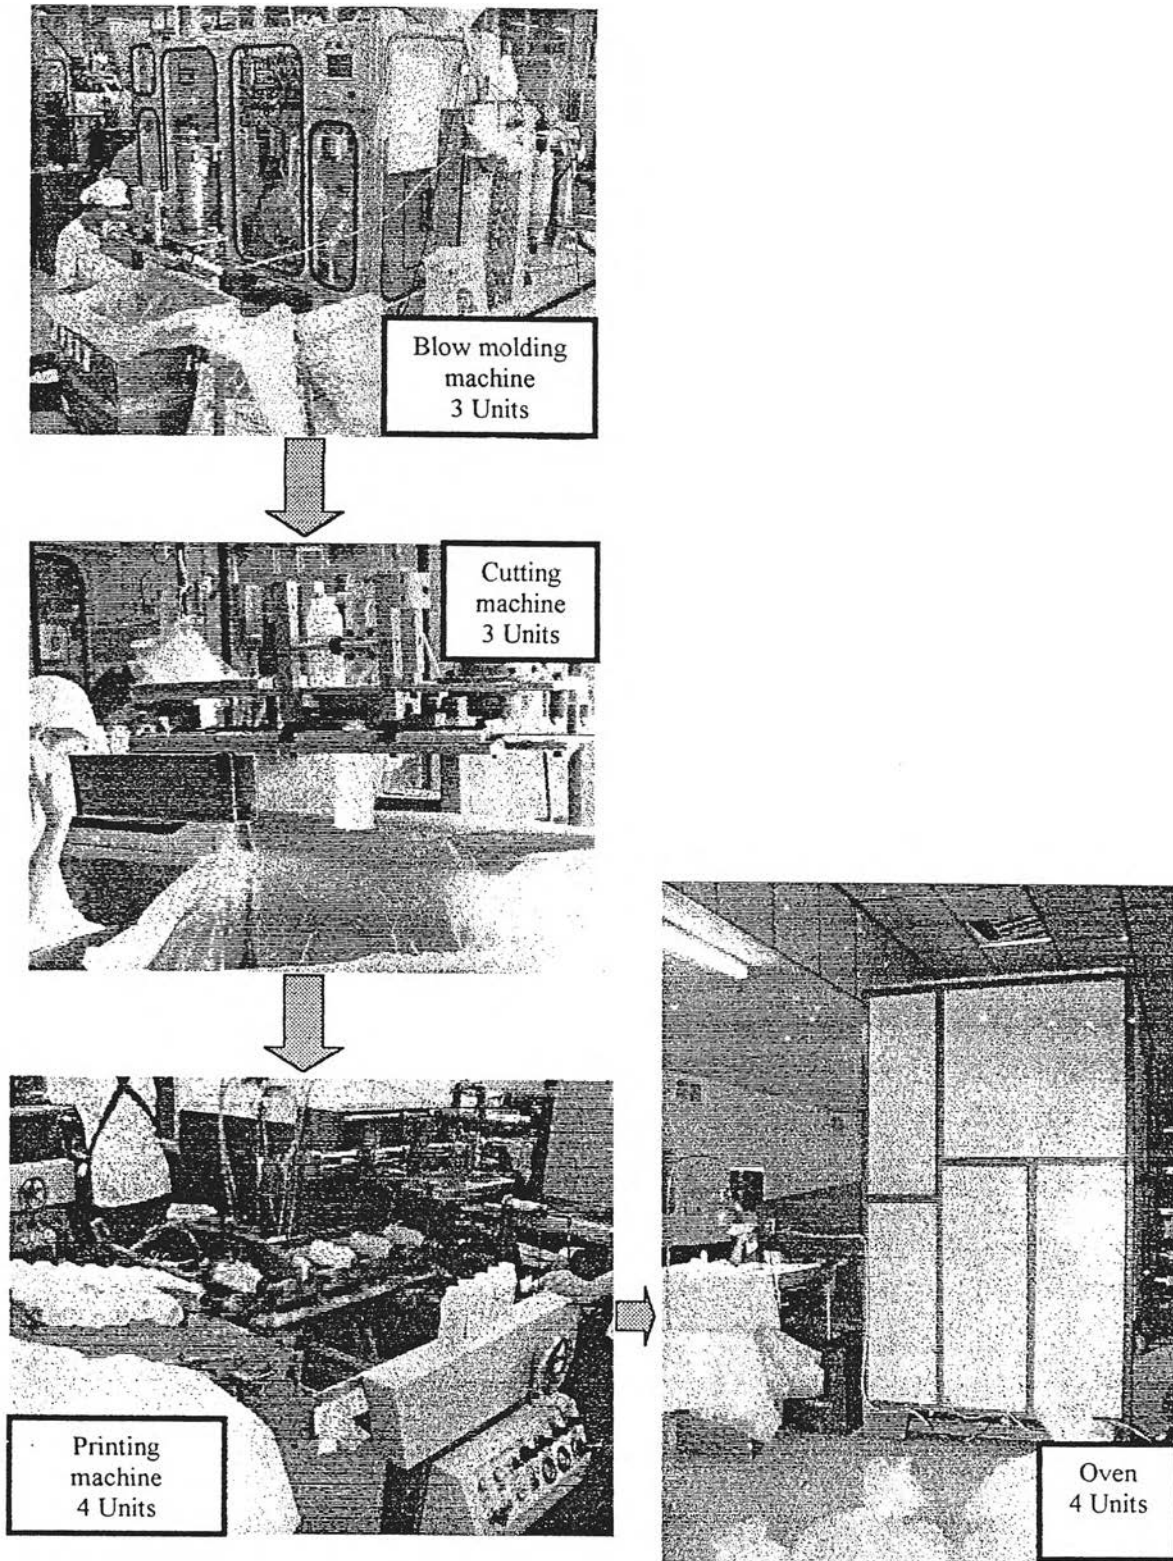 Blow molding
machine
3 Units
Cutting
machine
3 Units
Printing
machine
4 Units
Oven
4 Units